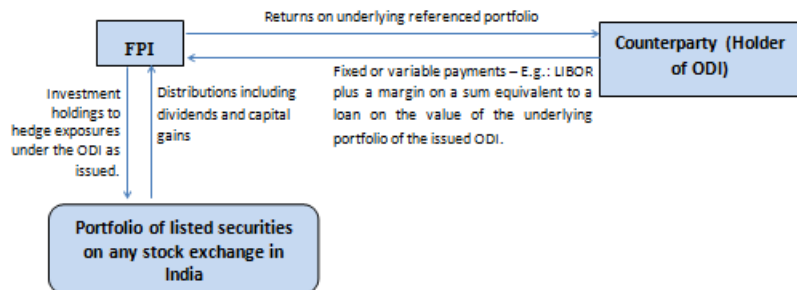 Returns on underlying referenced portfolio
FPI
Counterparty (Holder
of ODI)
Fixed or variable payments – E.g.: LIBOR
plus a margin on a sum equivalent to a
loan on the value of the underlying
portfolio of the issued ODI.
Investment
holdings to
hedge exposures
under the ODI as
issued.
Distributions including
dividends and capital
gains
Portfolio of listed securities
on any stock exchange in
India